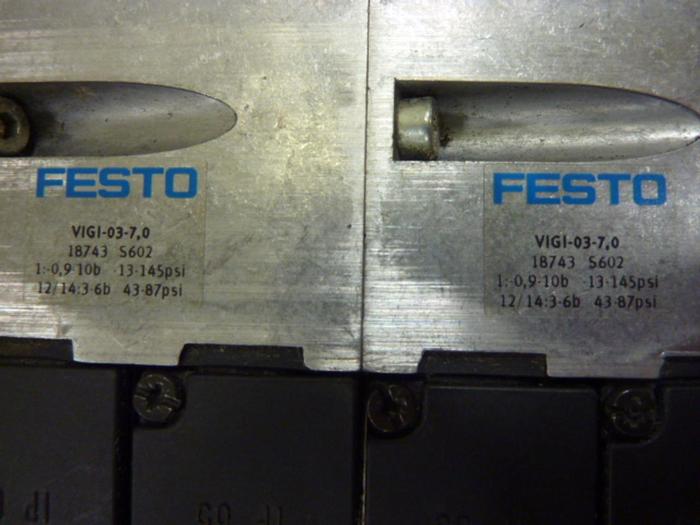 FESTO
VIGI-03-7,0
18743 S602
1:-0,9-10b -13-145psi
12/14:3-6b 43-87psi
FESTO
VIGI-03-7,0
18743 S602
1:-0,9-10b -13-145psi
12/14:3-6b 43-87psi